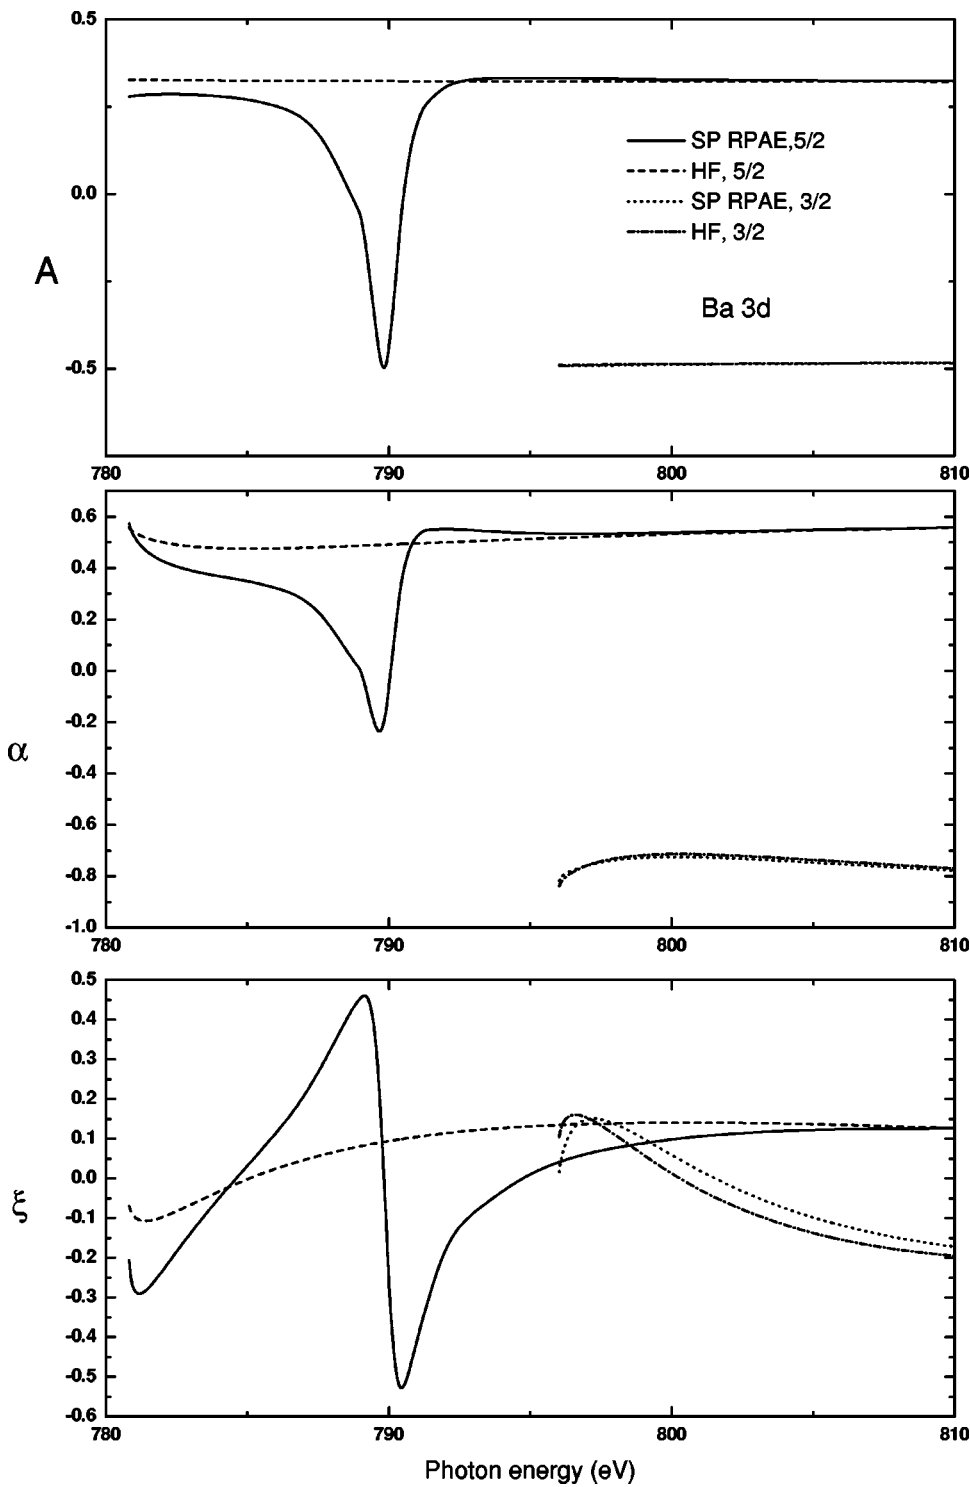 0.5
SP RPAE,5/2
HF, 5/2
0.0
SP RPAE, 3/2
HF, 3/2
A
Ba 3d
-0.5
780 790 800 810
0.6
0.4
0.2
0.0
-0.2
α
-0.4
-0.6
-0.8
-1.0
780 790 800 810
0.5
0.4
0.3
0.2
0.1
0.0
ξ
-0.1
-0.2
-0.3
-0.4
-0.5
-0.6
780 790 800 810
Photon energy (eV)